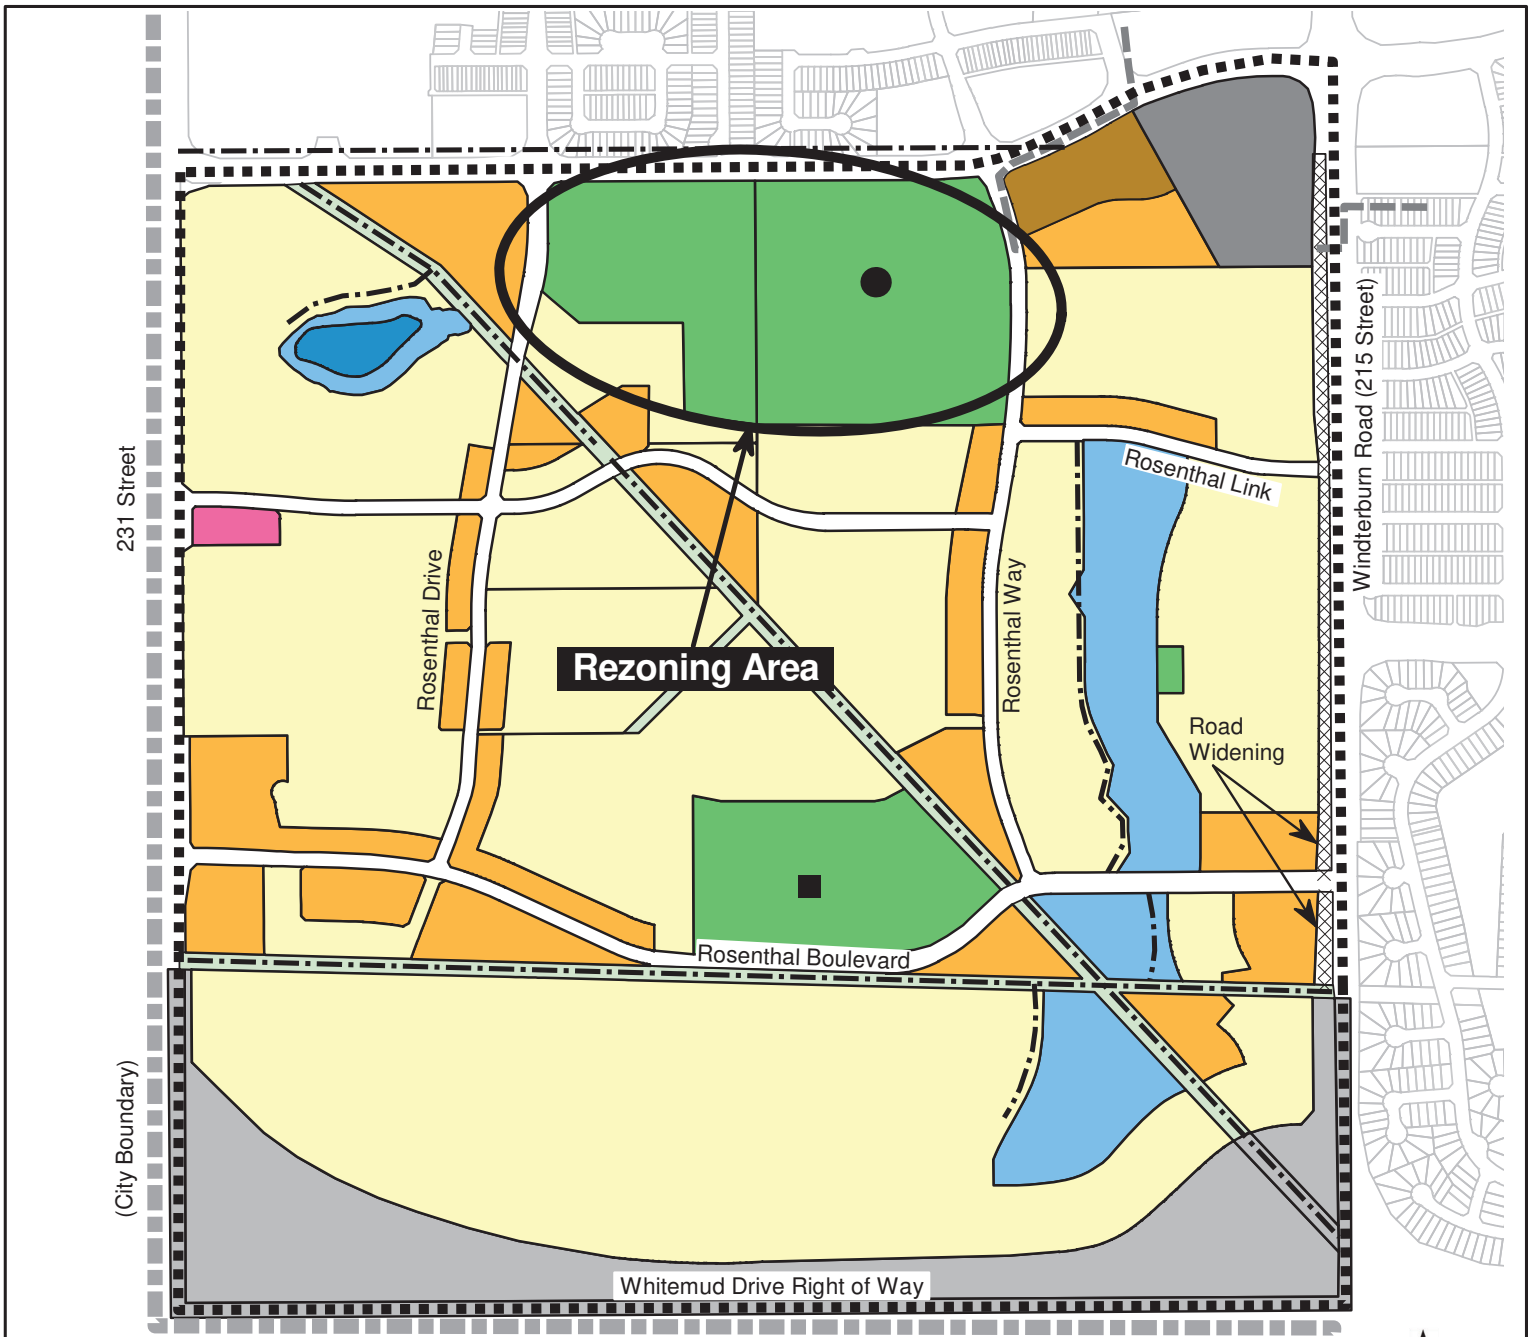 231 Street
(City Boundary)
Rosenthal Drive
Rezoning Area
Rosenthal Way
Rosenthal Link
Windterburn Road (215 Street)
Road
Widening
Rosenthal Boulevard
Whitemud Drive Right of Way